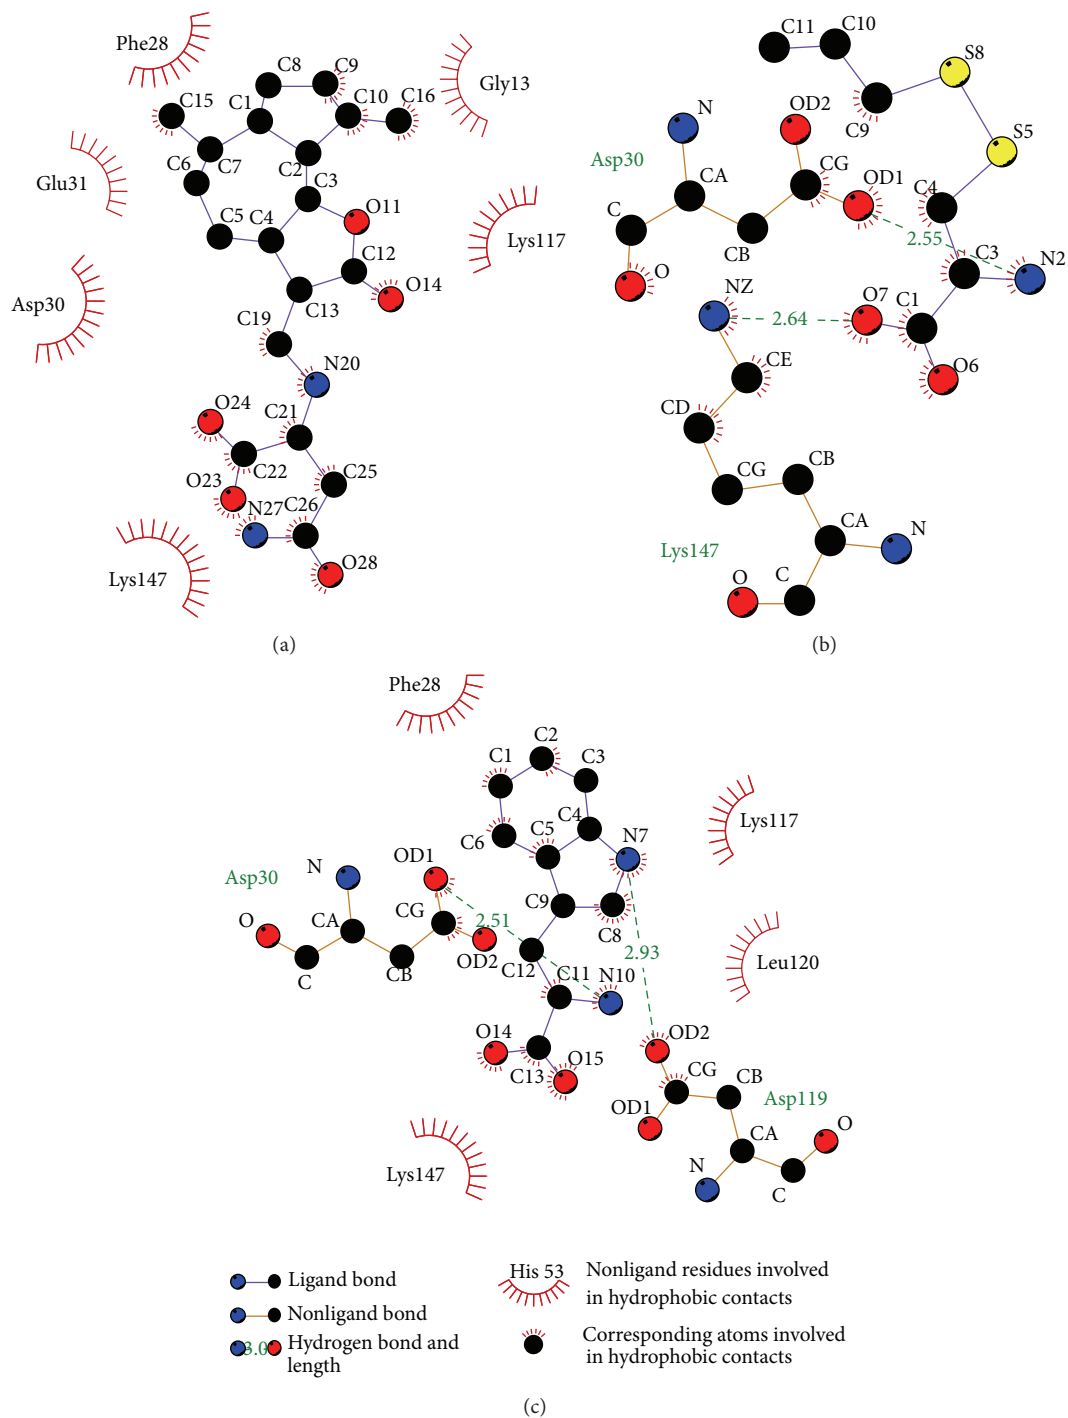 Phe28
C15
C8
C9
C1
C10
C16
Gly13
C6
C7
C2
C3
Glu31
C5
C4
O11
Lys117
C12
Asp30
O14
C19
C13
N20
O24
C21
O23
C22
C25
N27
C26
Lys147
O28
(a)
C11
C10
S8
N
OD2
C9
S5
Asp30
CG
CA
OD1
C4
C
CB
2.55
C3
N2
O
NZ
O7
C1
2.64
CE
O6
CD
CG
CB
CA
N
Lys147
O
C
(b)
Phe28
C2
C1
C3
C4
N7
Lys117
C6
C5
OD1
N
Asp30
CG
C9
O
CA
2.51
C8
C
CB
OD2
C12
C11
N10
2.93
Leu120
O14
O15
C13
OD2
CG
CB
Asp119
OD1
CA
O
N
C
Lys147
Ligand bond
Nonligand bond
3.0
Hydrogen bond and
length
His 53
Nonligand residues involved
in hydrophobic contacts
Corresponding atoms involved
in hydrophobic contacts
(c)